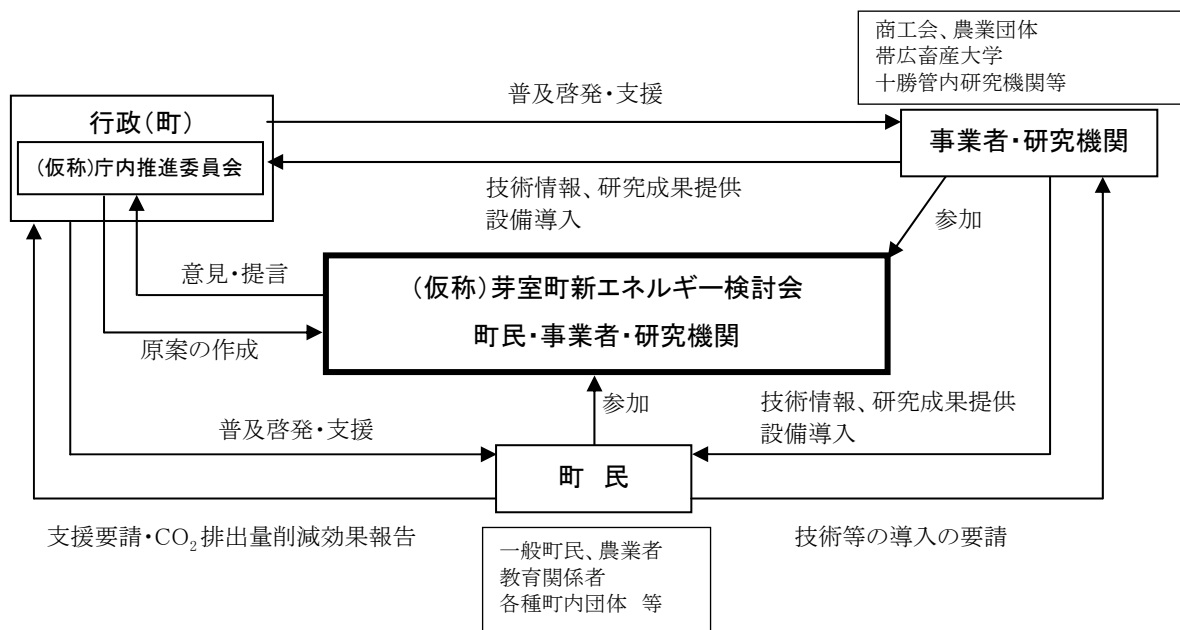 商工会、農業団体
帯広畜産大学
十勝管内研究機関等
普及啓発・支援
行政(町)
(仮称)庁内推進委員会
事業者・研究機関
技術情報、研究成果提供
設備導入
参加
意見・提言
(仮称)芽室町新エネルギー検討会
町民・事業者・研究機関
原案の作成
参加
技術情報、研究成果提供
設備導入
普及啓発・支援
町 民
支援要請・CO₂排出量削減効果報告
技術等の導入の要請
一般町民、農業者
教育関係者
各種町内団体 等